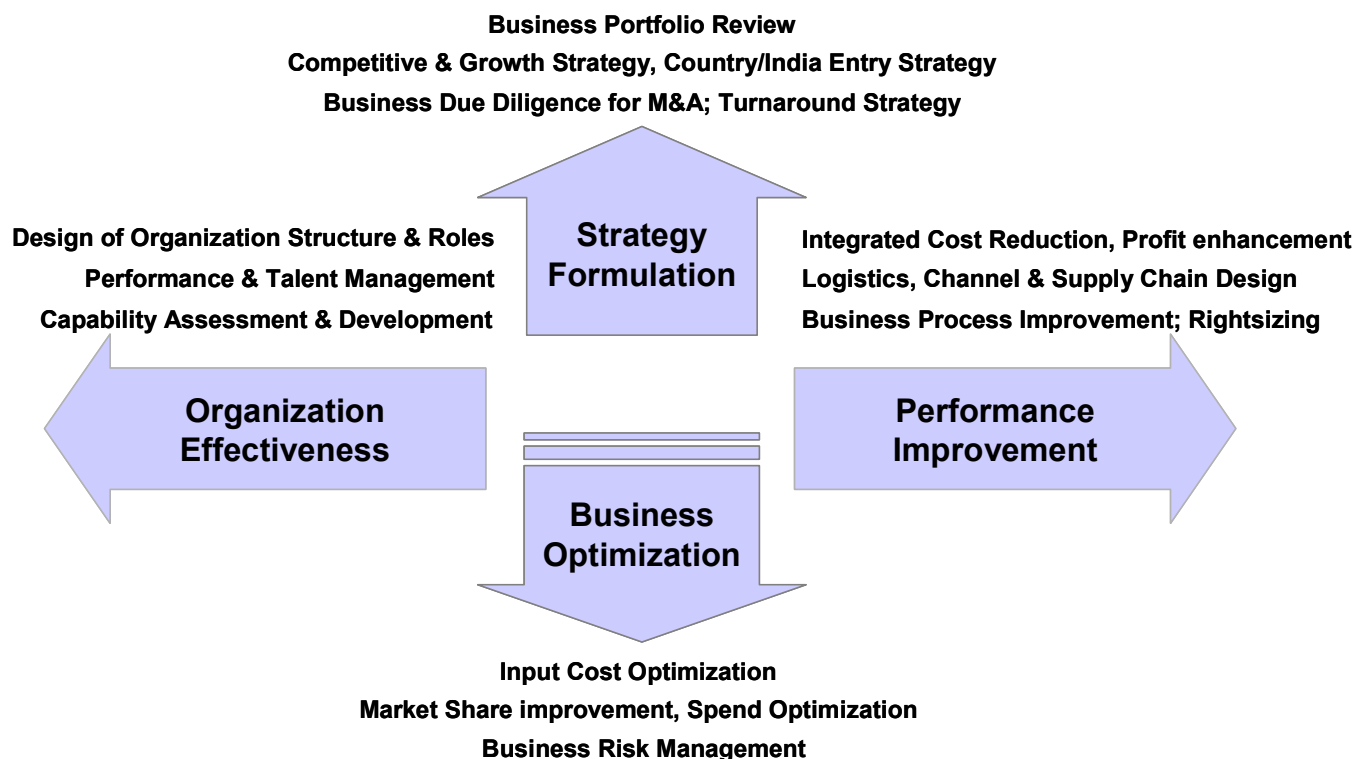 Business Portfolio Review
Competitive & Growth Strategy, Country/India Entry Strategy
Business Due Diligence for M&A; Turnaround Strategy
Strategy
Formulation
Design of Organization Structure & Roles
Performance & Talent Management
Capability Assessment & Development
Integrated Cost Reduction, Profit enhancement
Logistics, Channel & Supply Chain Design
Business Process Improvement; Rightsizing
Organization
Effectiveness
Performance
Improvement
Business
Optimization
Input Cost Optimization
Market Share improvement, Spend Optimization
Business Risk Management